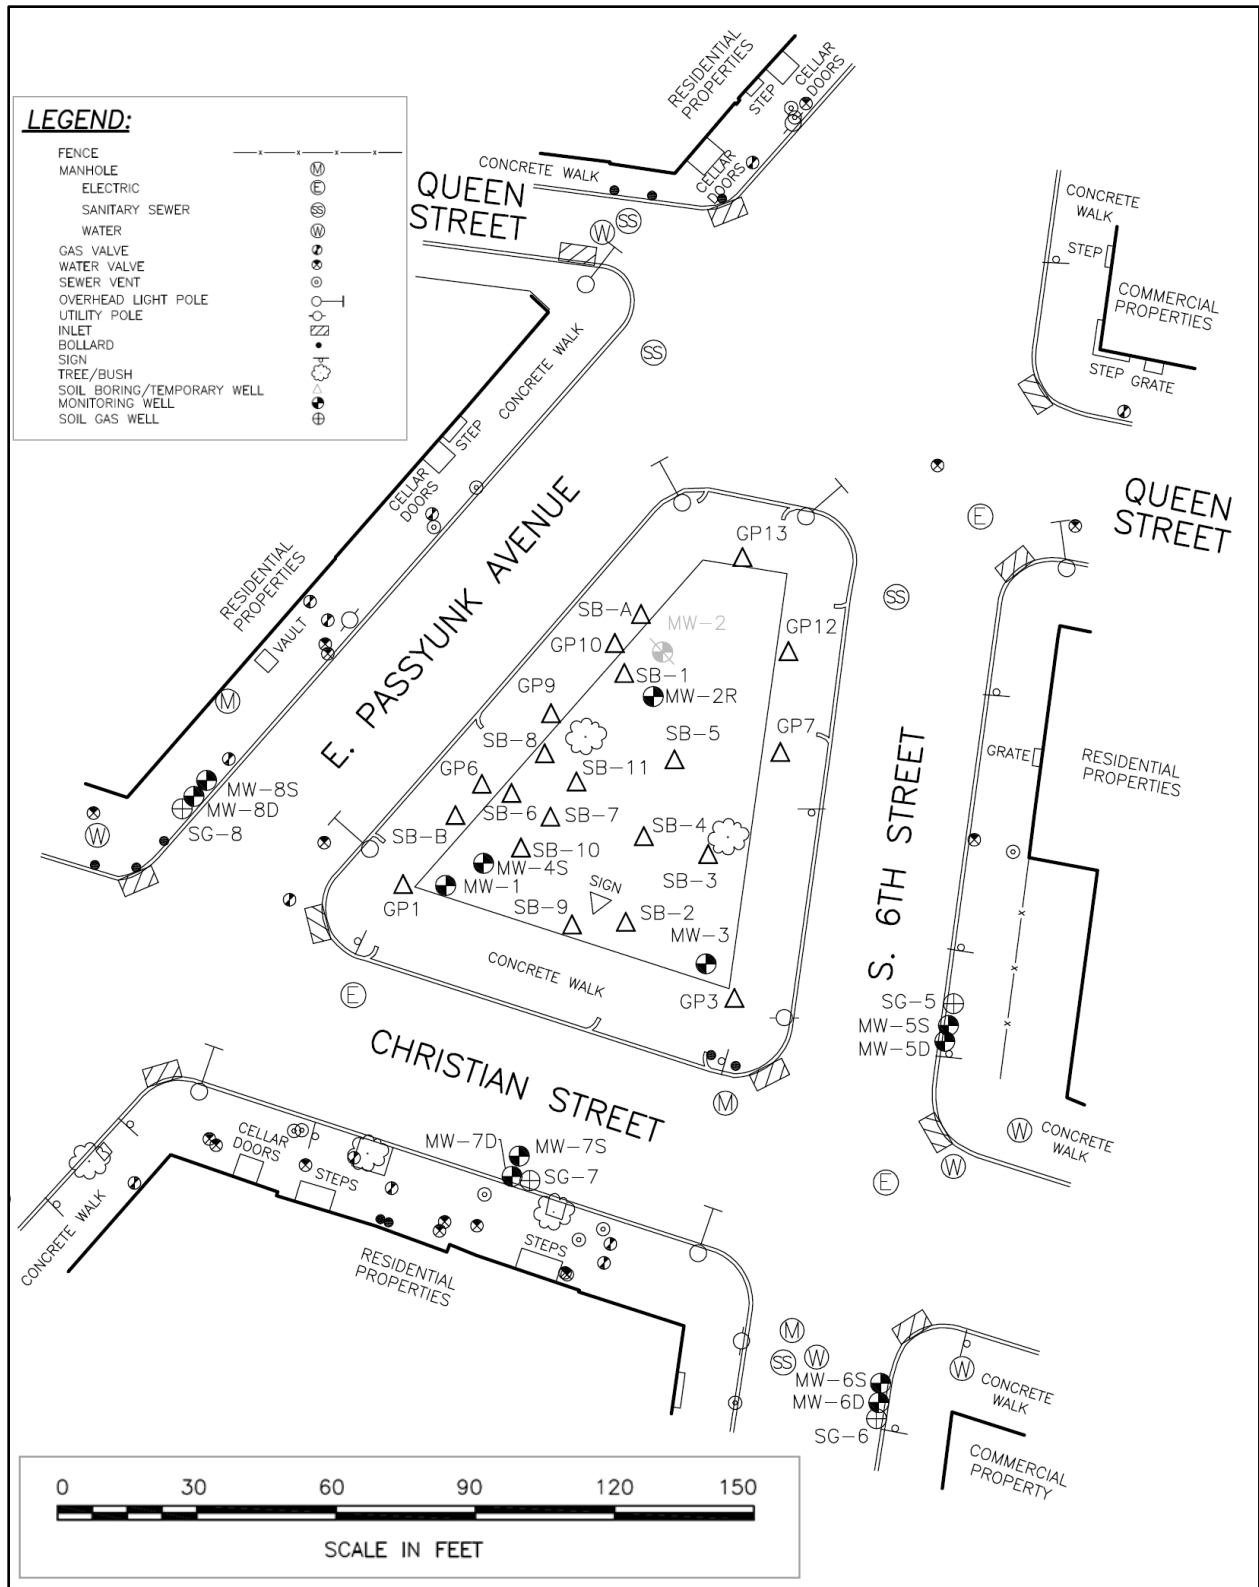 LEGEND:
FENCE
MANHOLE
M
ELECTRIC
E
SANITARY SEWER
SS
WATER
W
GAS VALVE
WATER VALVE
SEWER VENT
OVERHEAD LIGHT POLE
UTILITY POLE
INLET
BOLLARD
SIGN
TREE/BUSH
SOIL BORING/TEMPORARY WELL
MONITORING WELL
SOIL GAS WELL
RESIDENTIAL
PROPERTIES
STEP
CELLAR
DOORS
CELLAR
DOORS
CONCRETE WALK
QUEEN
STREET
W
SS
SS
CONCRETE
WALK
STEP
COMMERCIAL
PROPERTIES
STEP
GRATE
CONCRETE WALK
STEP
CELLAR
DOORS
RESIDENTIAL
PROPERTIES
VAULT
M
E. PASSYUNK AVENUE
QUEEN
STREET
E
SS
GP13
SB-A
MW-2
GP10
GP12
SB-1
MW-2R
GP9
SB-8
SB-5
GP7
GP6
SB-11
SB-B
SB-6
SB-7
SB-4
SB-10
SB-3
MW-4S
MW-1
GP1
SIGN
SB-9
SB-2
MW-3
GP3
CONCRETE WALK
MW-8S
MW-8D
SG-8
W
S. 6TH STREET
GRATE
RESIDENTIAL
PROPERTIES
SG-5
MW-5S
MW-5D
W
CONCRETE
WALK
W
E
E
M
CHRISTIAN STREET
MW-7D
MW-7S
SG-7
CELLAR
DOORS
STEPS
CONCRETE WALK
STEPS
RESIDENTIAL
PROPERTIES
M
SS
W
MW-6S
MW-6D
SG-6
W
CONCRETE
WALK
COMMERCIAL
PROPERTY
0 30 60 90 120 150
SCALE IN FEET